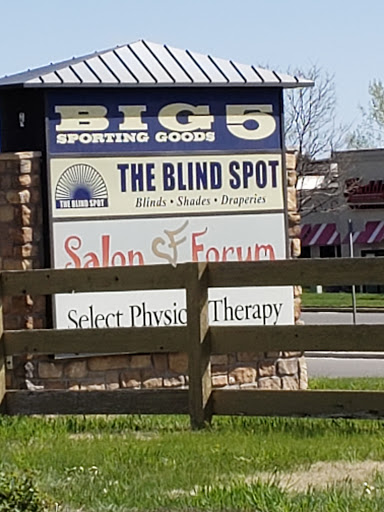 BIG 5
SPORTING GOODS
THE BLIND SPOT
THE BLIND SPOT
Blinds • Shades • Draperies
Salon SF Forum
Select Physic Therapy